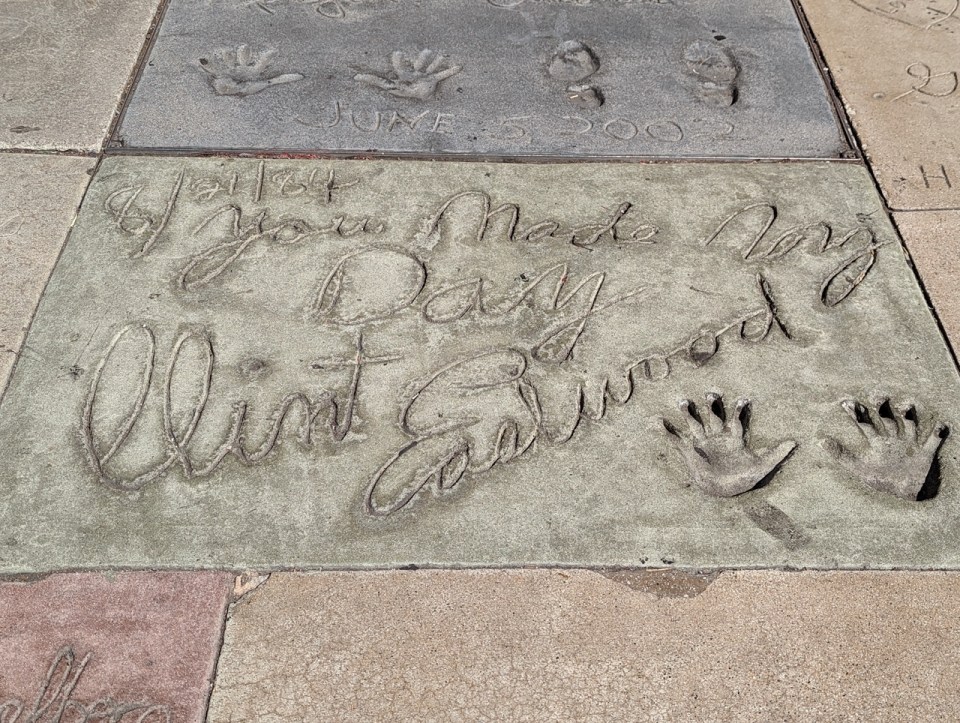 JUNE 5 2002
8/21/84
You Made My
Day
Clint Eastwood
H